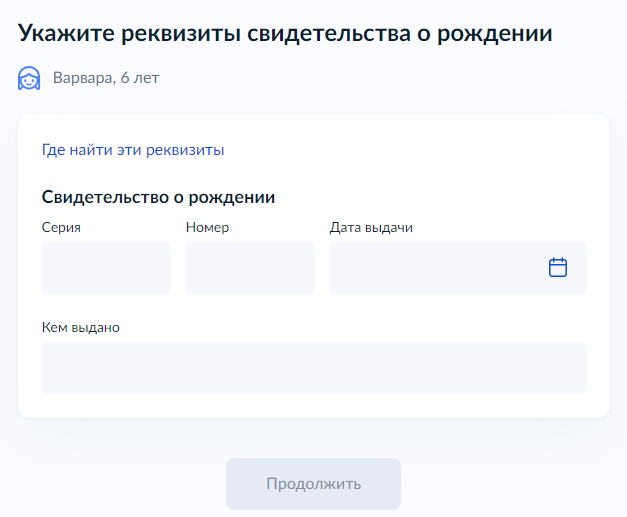 Укажите реквизиты свидетельства о рождении
Варвара, 6 лет
Где найти эти реквизиты
Свидетельство о рождении
Серия Номер Дата выдачи
Кем выдано
Продолжить